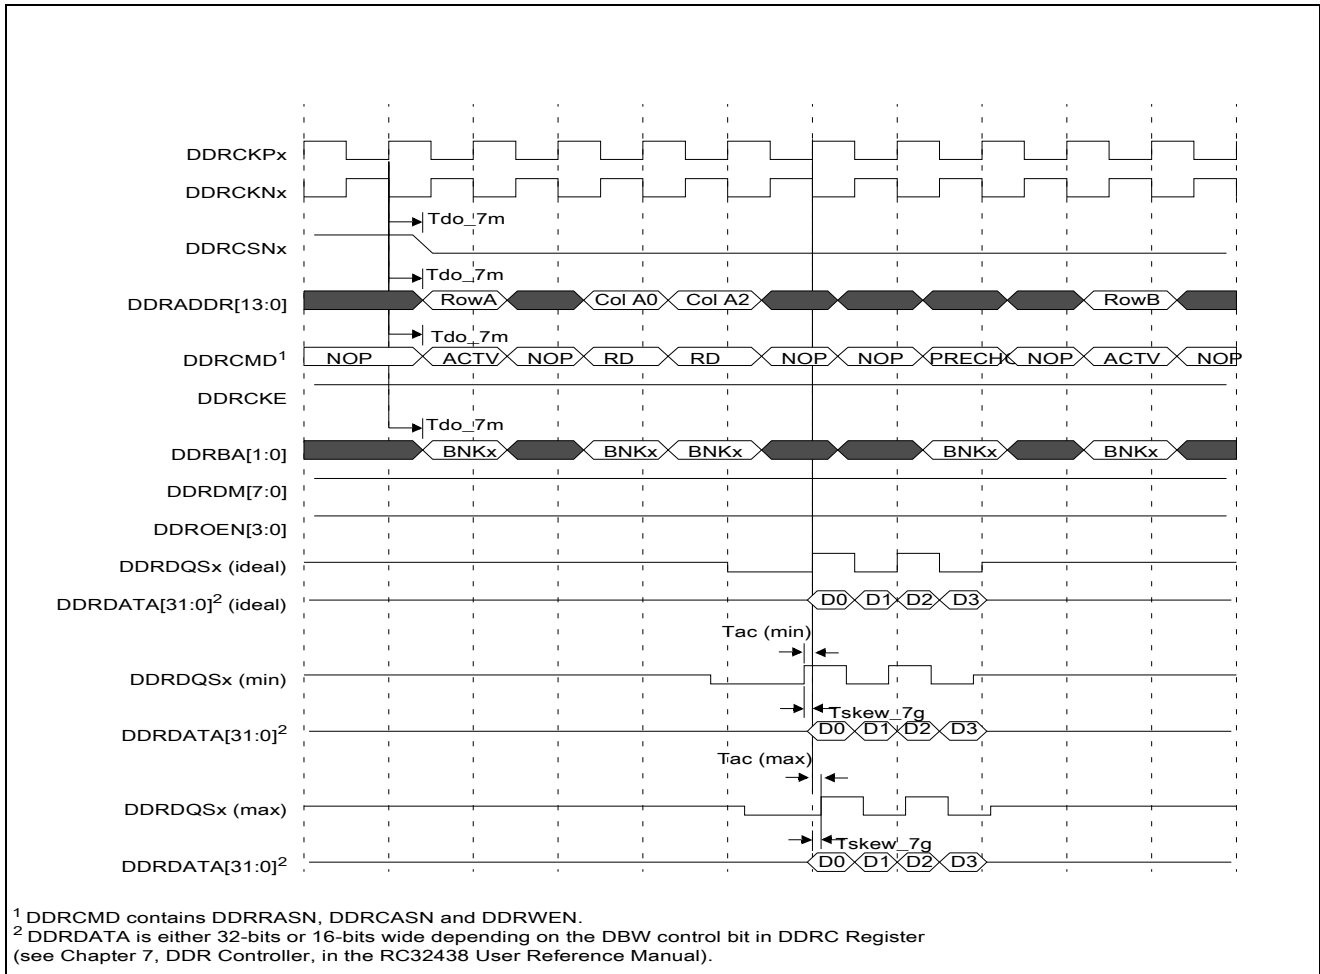 DDRCKPx
DDRCKNx
Tdo_7m
DDRCSNx
Tdo_7m
DDRADDR[13:0] RowA Col A0 Col A2 RowB
Tdo_7m
DDRCMD1 NOP ACTV NOP RD RD NOP NOP PRECHG NOP ACTV NOP
DDRCKE
Tdo_7m
DDRBA[1:0] BNKx BNKx BNKx BNKx BNKx
DDRDM[7:0]
DDROEN[3:0]
DDRDQSx (ideal)
DDRDATA[31:0]2 (ideal) D0 D1 D2 D3
Tac (min)
DDRDQSx (min)
Tskew_7g
DDRDATA[31:0]2 D0 D1 D2 D3
Tac (max)
DDRDQSx (max)
Tskew_7g
DDRDATA[31:0]2 D0 D1 D2 D3
1 DDRCMD contains DDRRASN, DDRCASN and DDRWEN.
2 DDRDATA is either 32-bits or 16-bits wide depending on the DBW control bit in DDRC Register
(see Chapter 7, DDR Controller, in the RC32438 User Reference Manual).